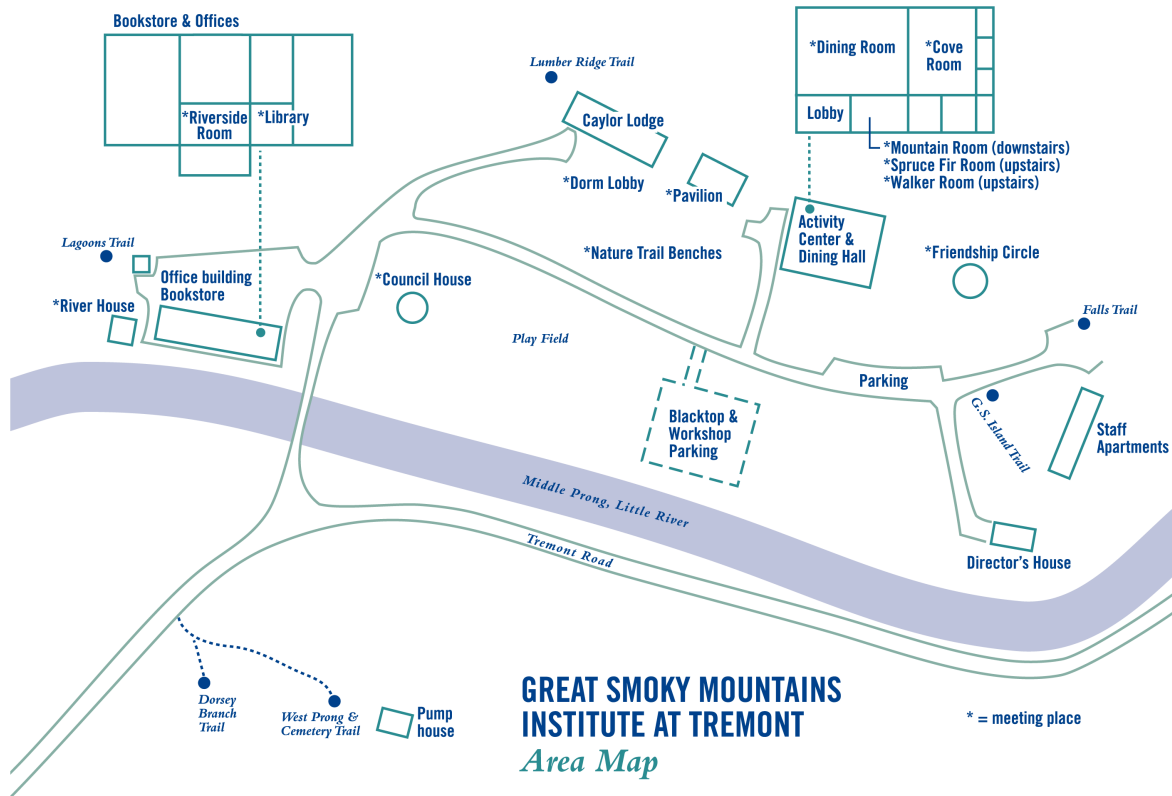 Bookstore & Offices
*Riverside
Room
*Library
Lumber Ridge Trail
Caylor Lodge
*Dorm Lobby
*Pavilion
*Dining Room
*Cove
Room
Lobby
*Mountain Room (downstairs)
*Spruce Fir Room (upstairs)
*Walker Room (upstairs)
Activity
Center &
Dining Hall
*Nature Trail Benches
*Friendship Circle
Lagoons Trail
Office building
Bookstore
*River House
*Council House
Play Field
Falls Trail
Parking
G.S. Island Trail
Blacktop &
Workshop
Parking
Staff
Apartments
Middle Prong, Little River
Tremont Road
Director's House
Dorsey
Branch
Trail
West Prong &
Cemetery Trail
Pump
house
GREAT SMOKY MOUNTAINS
INSTITUTE AT TREMONT
Area Map
* = meeting place